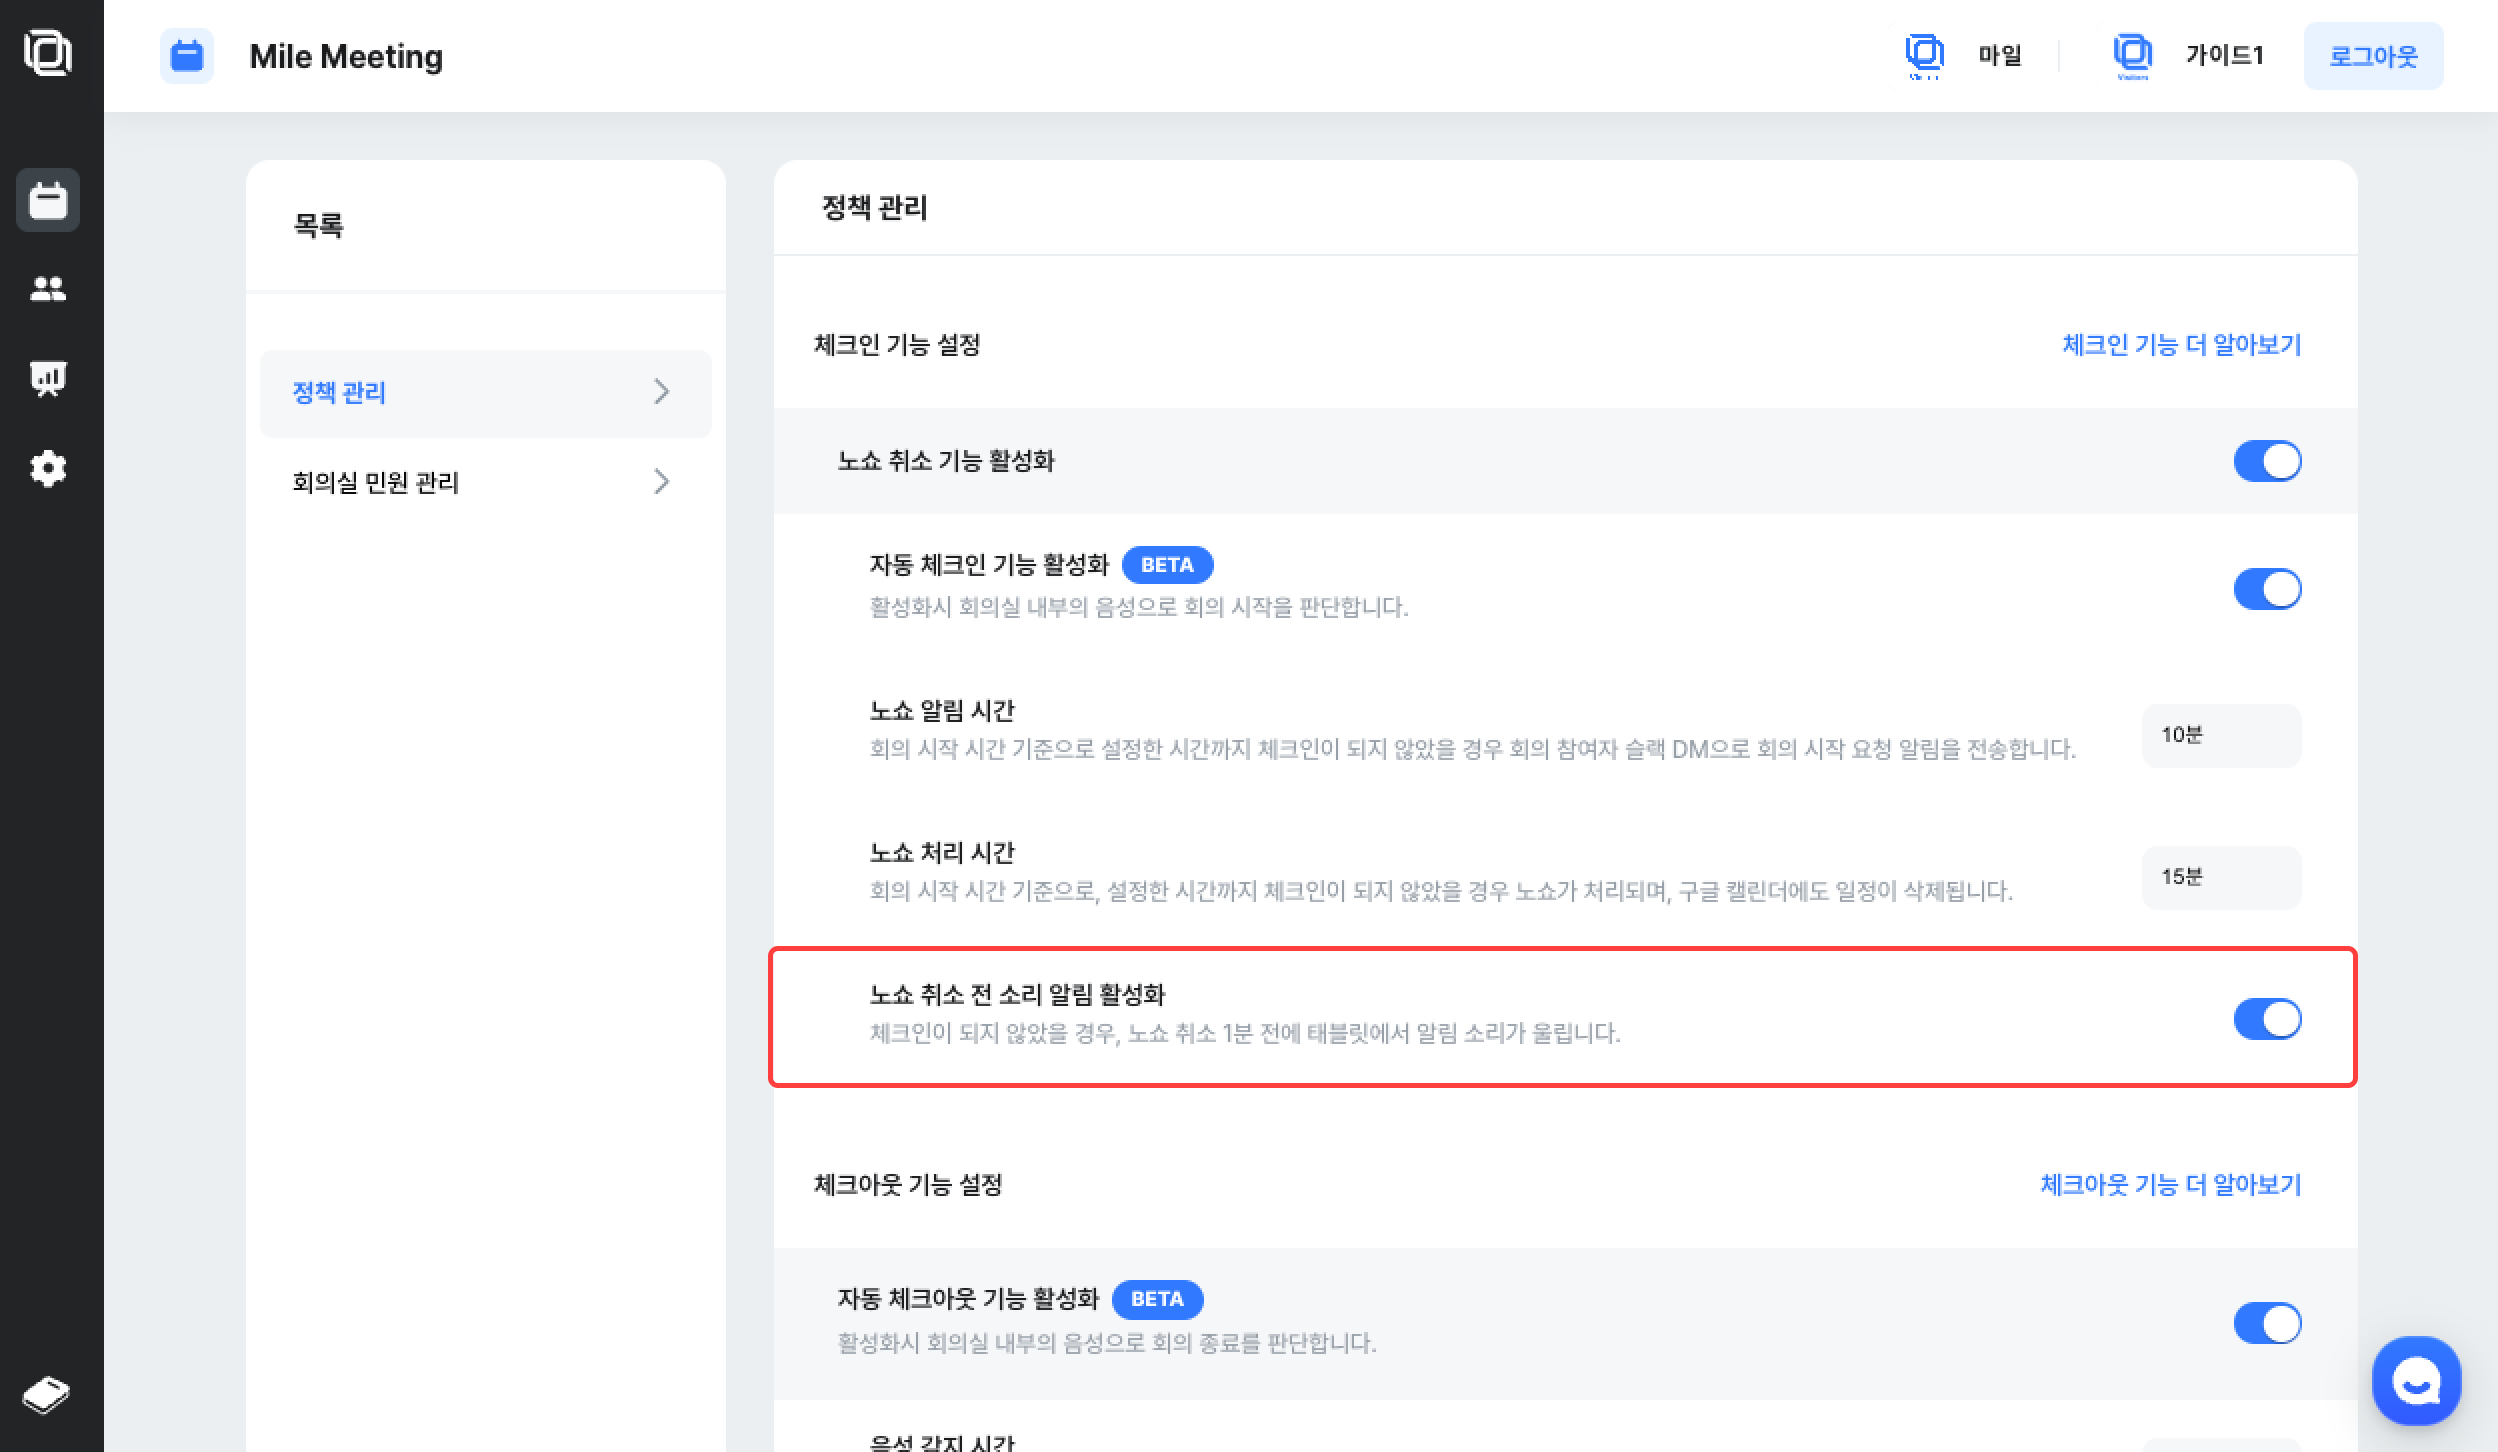 Mile Meeting
마일
가이드1
로그아웃
목록
정책 관리
회의실 민원 관리
정책 관리
체크인 기능 설정
체크인 기능 더 알아보기
노쇼 취소 기능 활성화
자동 체크인 기능 활성화 BETA
활성화시 회의실 내부의 음성으로 회의 시작을 판단합니다.
노쇼 알림 시간
회의 시작 시간 기준으로 설정한 시간까지 체크인이 되지 않았을 경우 회의 참여자 슬랙 DM으로 회의 시작 요청 알림을 전송합니다.
10분
노쇼 처리 시간
회의 시작 시간 기준으로, 설정한 시간까지 체크인이 되지 않았을 경우 노쇼가 처리되며, 구글 캘린더에도 일정이 삭제됩니다.
15분
노쇼 취소 전 소리 알림 활성화
체크인이 되지 않았을 경우, 노쇼 취소 1분 전에 태블릿에서 알림 소리가 울립니다.
체크아웃 기능 설정
체크아웃 기능 더 알아보기
자동 체크아웃 기능 활성화 BETA
활성화시 회의실 내부의 음성으로 회의 종료를 판단합니다.
음성 감지 시간